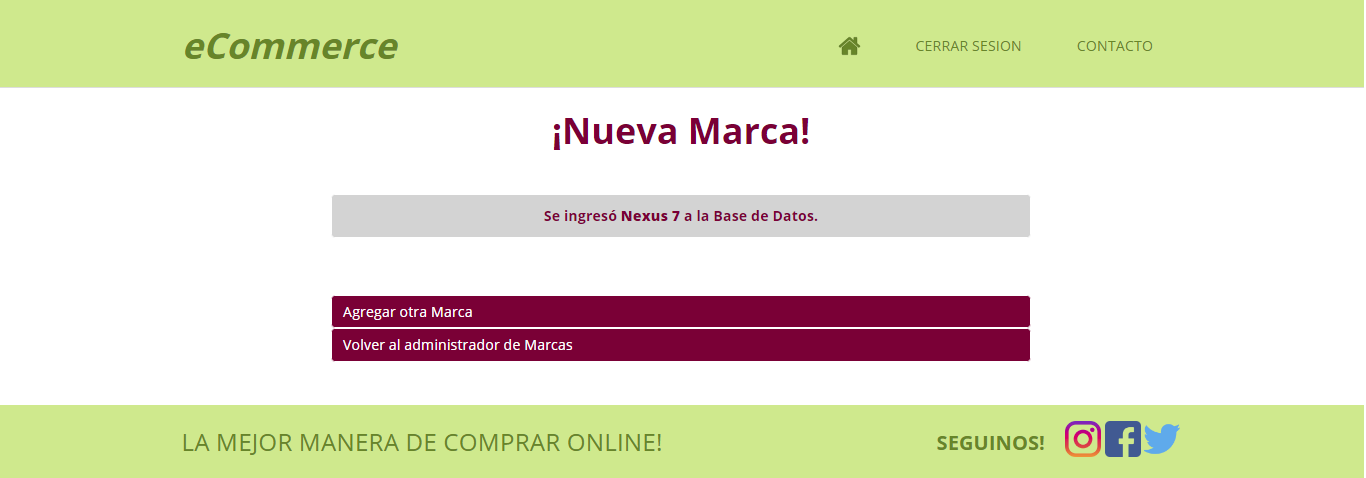 eCommerce
CERRAR SESION
CONTACTO
¡Nueva Marca!
Se ingresó Nexus 7 a la Base de Datos.
Agregar otra Marca
Volver al administrador de Marcas
LA MEJOR MANERA DE COMPRAR ONLINE!
SEGUINOS!